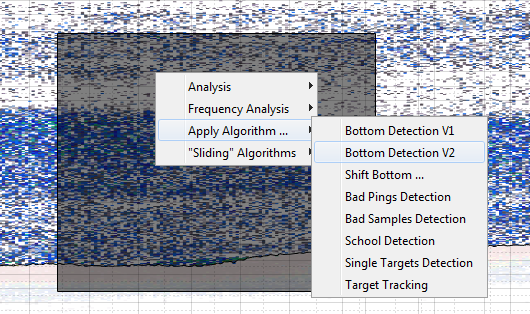 Analysis
Frequency Analysis
Apply Algorithm ...
"Sliding" Algorithms
Bottom Detection V1
Bottom Detection V2
Shift Bottom ...
Bad Pings Detection
Bad Samples Detection
School Detection
Single Targets Detection
Target Tracking